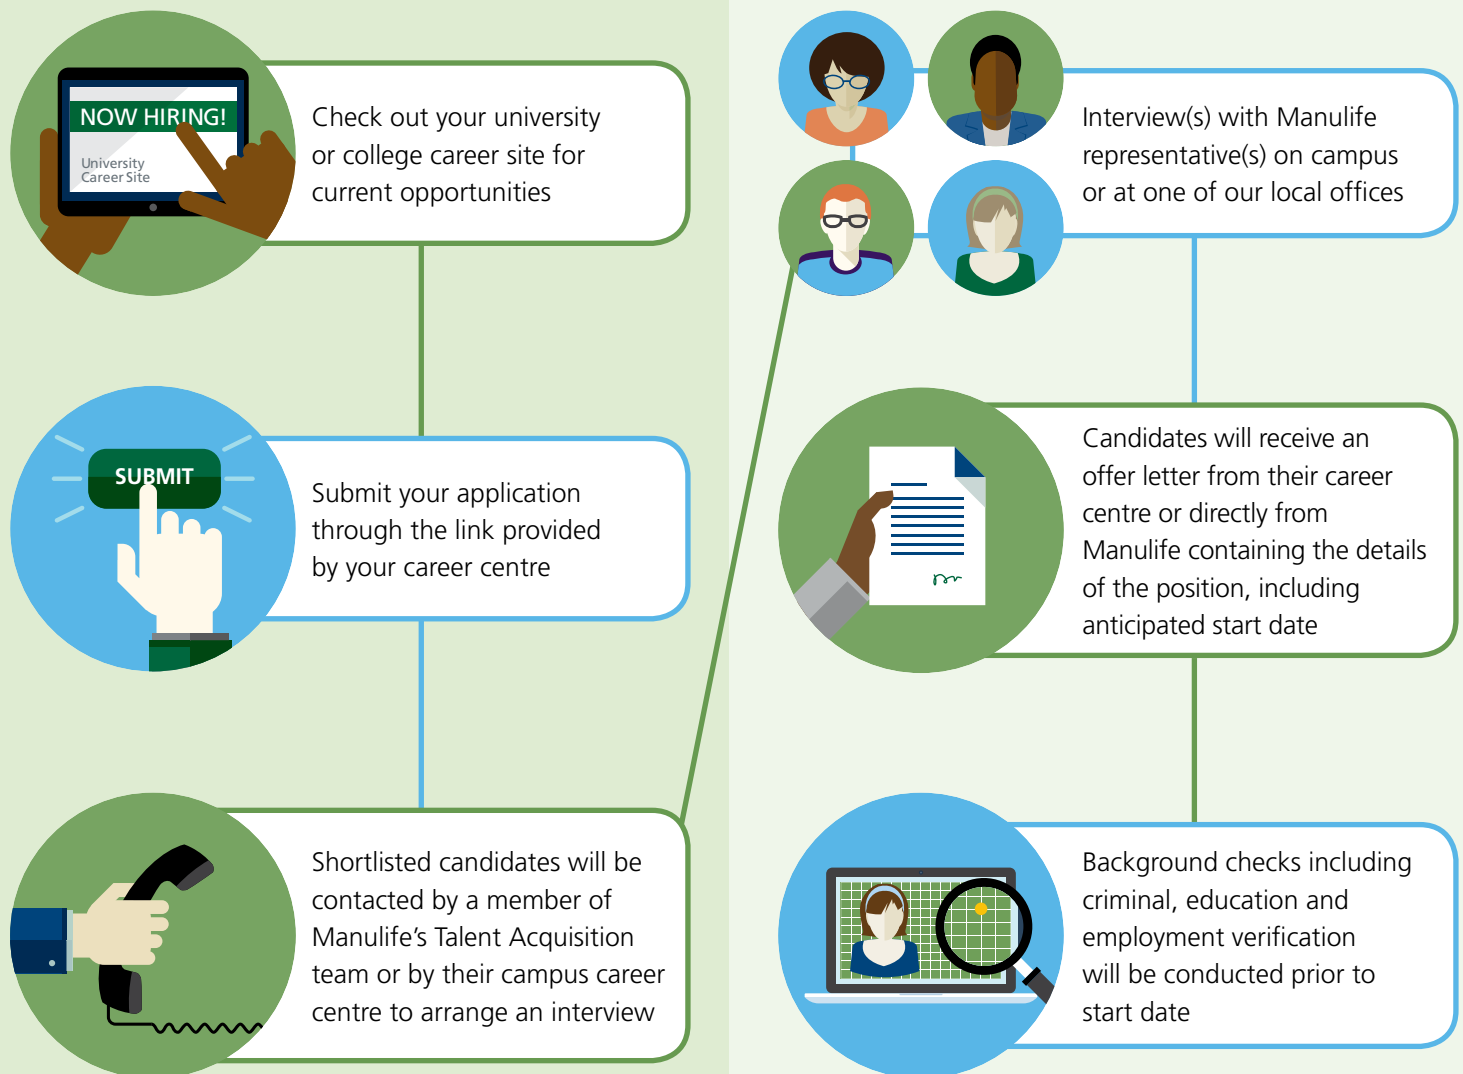 NOW HIRING!
University
Career Site
Check out your university
or college career site for
current opportunities
SUBMIT
Submit your application
through the link provided
by your career centre
Shortlisted candidates will be
contacted by a member of
Manulife’s Talent Acquisition
team or by their campus career
centre to arrange an interview
Interview(s) with Manulife
representative(s) on campus
or at one of our local offices
Candidates will receive an
offer letter from their career
centre or directly from
Manulife containing the details
of the position, including
anticipated start date
Background checks including
criminal, education and
employment verification
will be conducted prior to
start date